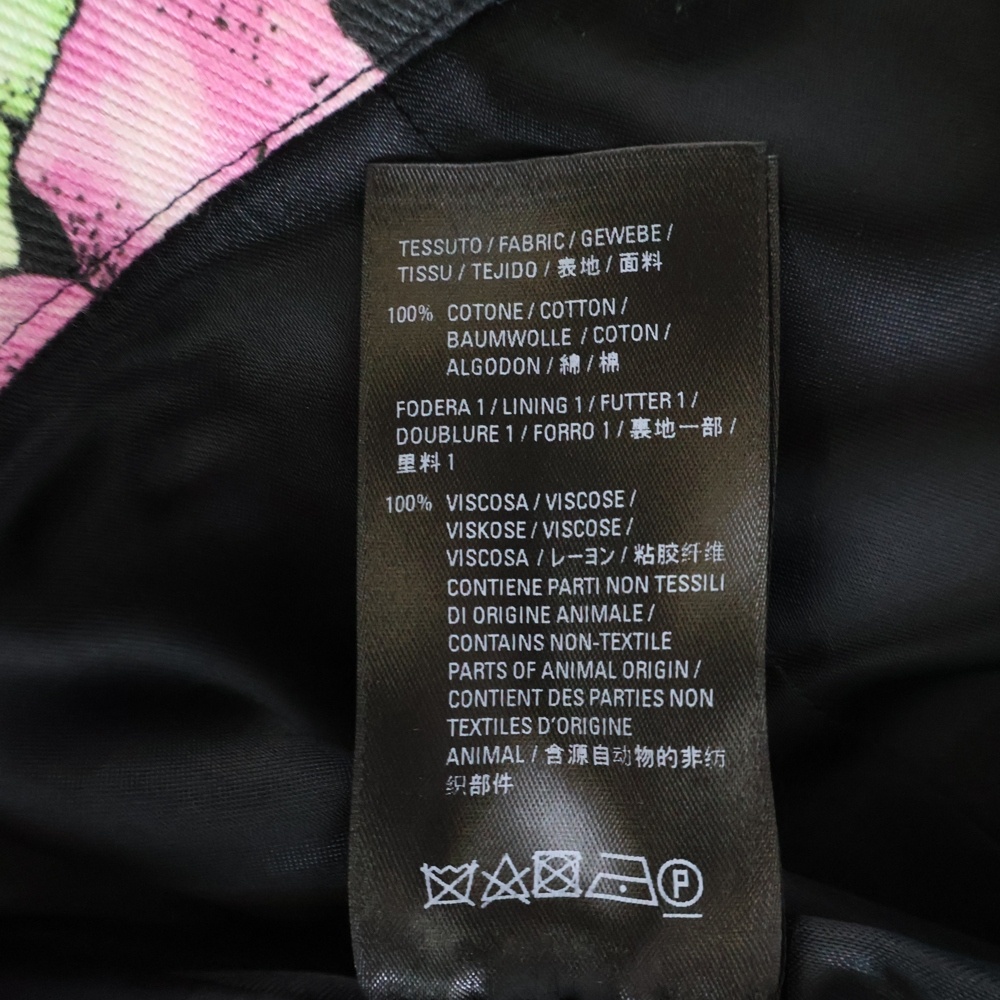 TESSUTO / FABRIC / GEWEBE /
TISSU / TEJIDO / 表地 / 面料
100% COTONE / COTTON /
BAUMWOLLE / COTON /
ALGODON / 綿 / 棉
FODERA 1 / LINING 1 / FUTTER 1 /
DOUBLURE 1 / FORRO 1 / 裏地一部 /
里料 1
100% VISCOSA / VISCOSE /
VISKOSE / VISCOSE /
VISCOSA / レーヨン / 粘胶纤维
CONTIENE PARTI NON TESSILI
DI ORIGINE ANIMALE /
CONTAINS NON-TEXTILE
PARTS OF ANIMAL ORIGIN /
CONTIENT DES PARTIES NON
TEXTILES D'ORIGINE
ANIMAL / 含源自动物的非纺
织部件
P